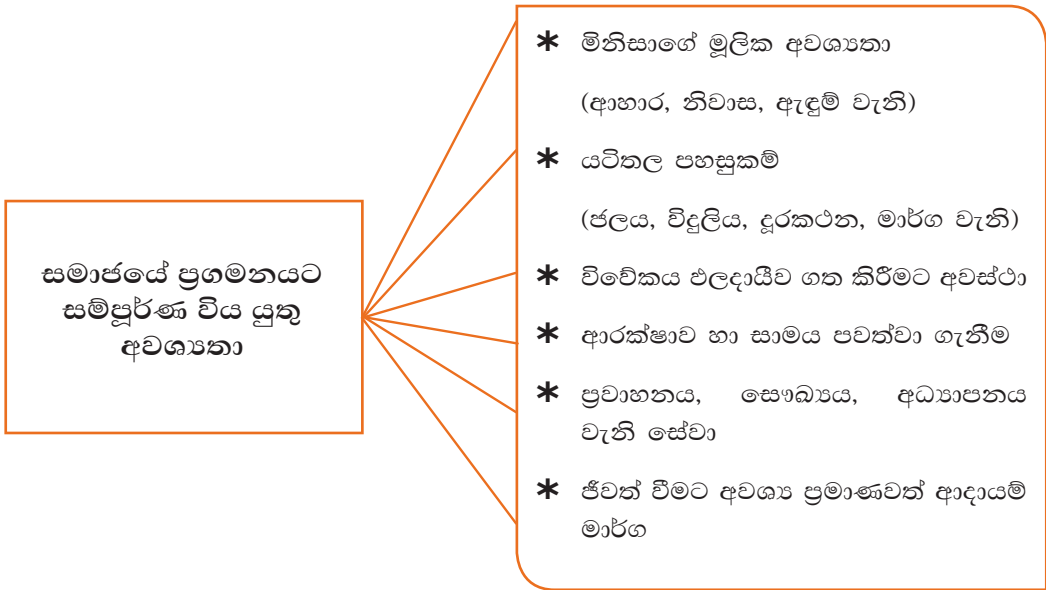 සමාජයේ ප්‍රගමනයට
සම්පූර්ණ විය යුතු
අවශ්‍යතා
* මිනිසාගේ මූලික අවශ්‍යතා
(ආහාර, නිවාස, ඇඳුම් වැනි)
* යටිතල පහසුකම්
(ජලය, විදුලිය, දූරකථන, මාර්ග වැනි)
* විවේකය ඵලදායීව ගත කිරීමට අවස්ථා
* ආරක්ෂාව හා සාමය පවත්වා ගැනීම
* ප්‍රවාහනය, සෞඛ්‍යය, අධ්‍යාපනය
වැනි සේවා
* ජීවත් වීමට අවශ්‍ය ප්‍රමාණවත් ආදායම්
මාර්ග